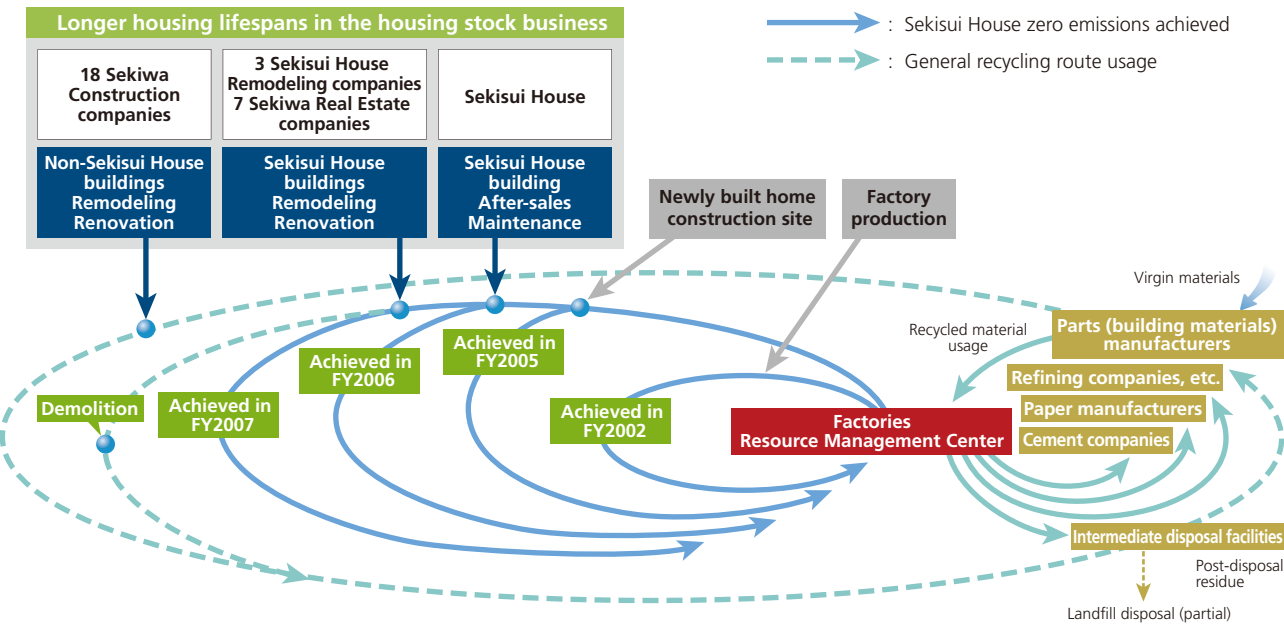 Longer housing lifespans in the housing stock business
18 Sekiwa
Construction
companies
3 Sekisui House
Remodeling companies
7 Sekiwa Real Estate
companies
Sekisui House
Non-Sekisui House
buildings
Remodeling
Renovation
Sekisui House
buildings
Remodeling
Renovation
Sekisui House
building
After-sales
Maintenance
: Sekisui House zero emissions achieved
: General recycling route usage
Newly built home
construction site
Factory
production
Virgin materials
Recycled material
usage
Parts (building materials)
manufacturers
Refining companies, etc.
Paper manufacturers
Cement companies
Achieved in
FY2005
Achieved in
FY2006
Achieved in
FY2007
Achieved in
FY2002
Demolition
Factories
Resource Management Center
Intermediate disposal facilities
Post-disposal
residue
Landfill disposal (partial)